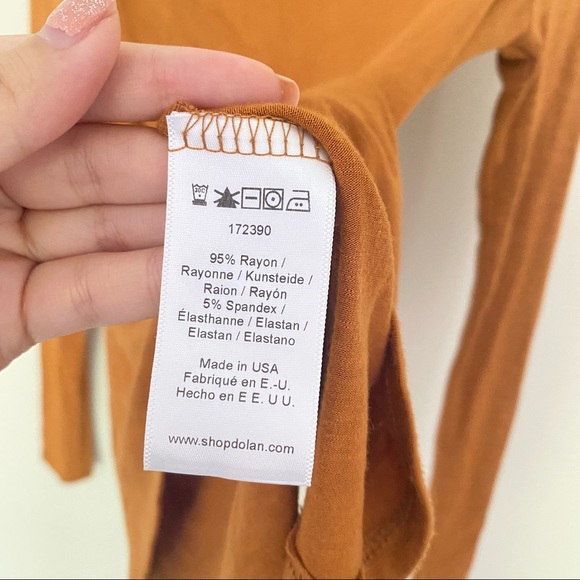 172390
95% Rayon /
Rayonne / Kunsteide /
Raion / Rayón
5% Spandex /
Élasthanne / Elastan /
Elastan / Elastano
Made in USA
Fabriqué en E.-U.
Hecho en E E. U U.
www.shopdolan.com